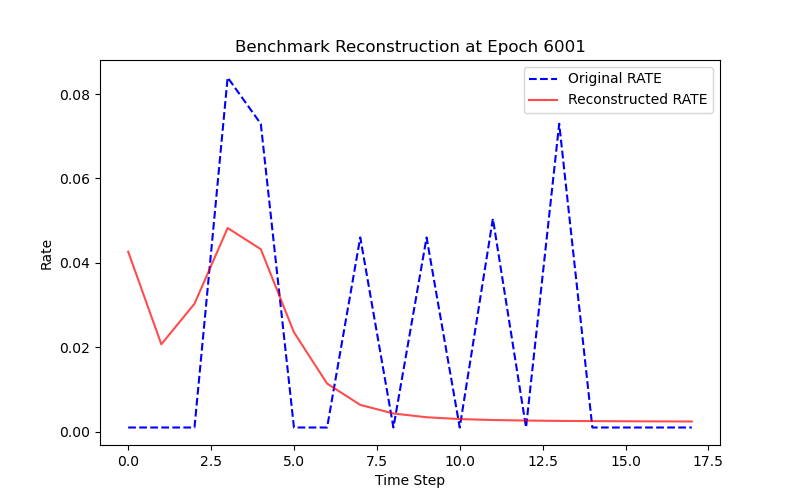 Benchmark Reconstruction at Epoch 6001
Original RATE
Reconstructed RATE
0.08
0.06
0.04
0.02
0.00
Rate
0.0 2.5 5.0 7.5 10.0 12.5 15.0 17.5
Time Step